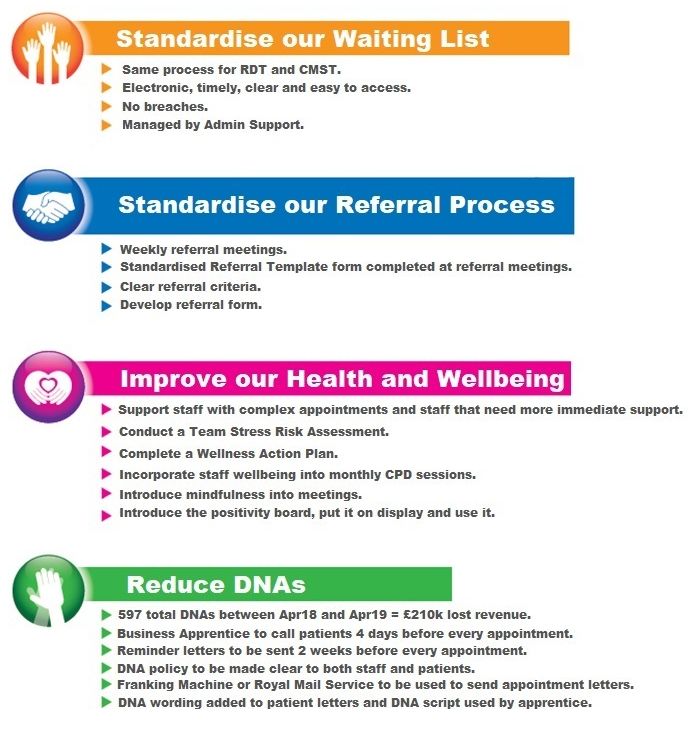 Standardise our Waiting List
Same process for RDT and CMST.
Electronic, timely, clear and easy to access.
No breaches.
Managed by Admin Support.
Standardise our Referral Process
Weekly referral meetings.
Standardised Referral Template form completed at referral meetings.
Clear referral criteria.
Develop referral form.
Improve our Health and Wellbeing
Support staff with complex appointments and staff that need more immediate support.
Conduct a Team Stress Risk Assessment.
Complete a Wellness Action Plan.
Incorporate staff wellbeing into monthly CPD sessions.
Introduce mindfulness into meetings.
Introduce the positivity board, put it on display and use it.
Reduce DNAs
597 total DNAs between Apr18 and Apr19 = £210k lost revenue.
Business Apprentice to call patients 4 days before every appointment.
Reminder letters to be sent 2 weeks before every appointment.
DNA policy to be made clear to both staff and patients.
Franking Machine or Royal Mail Service to be used to send appointment letters.
DNA wording added to patient letters and DNA script used by apprentice.